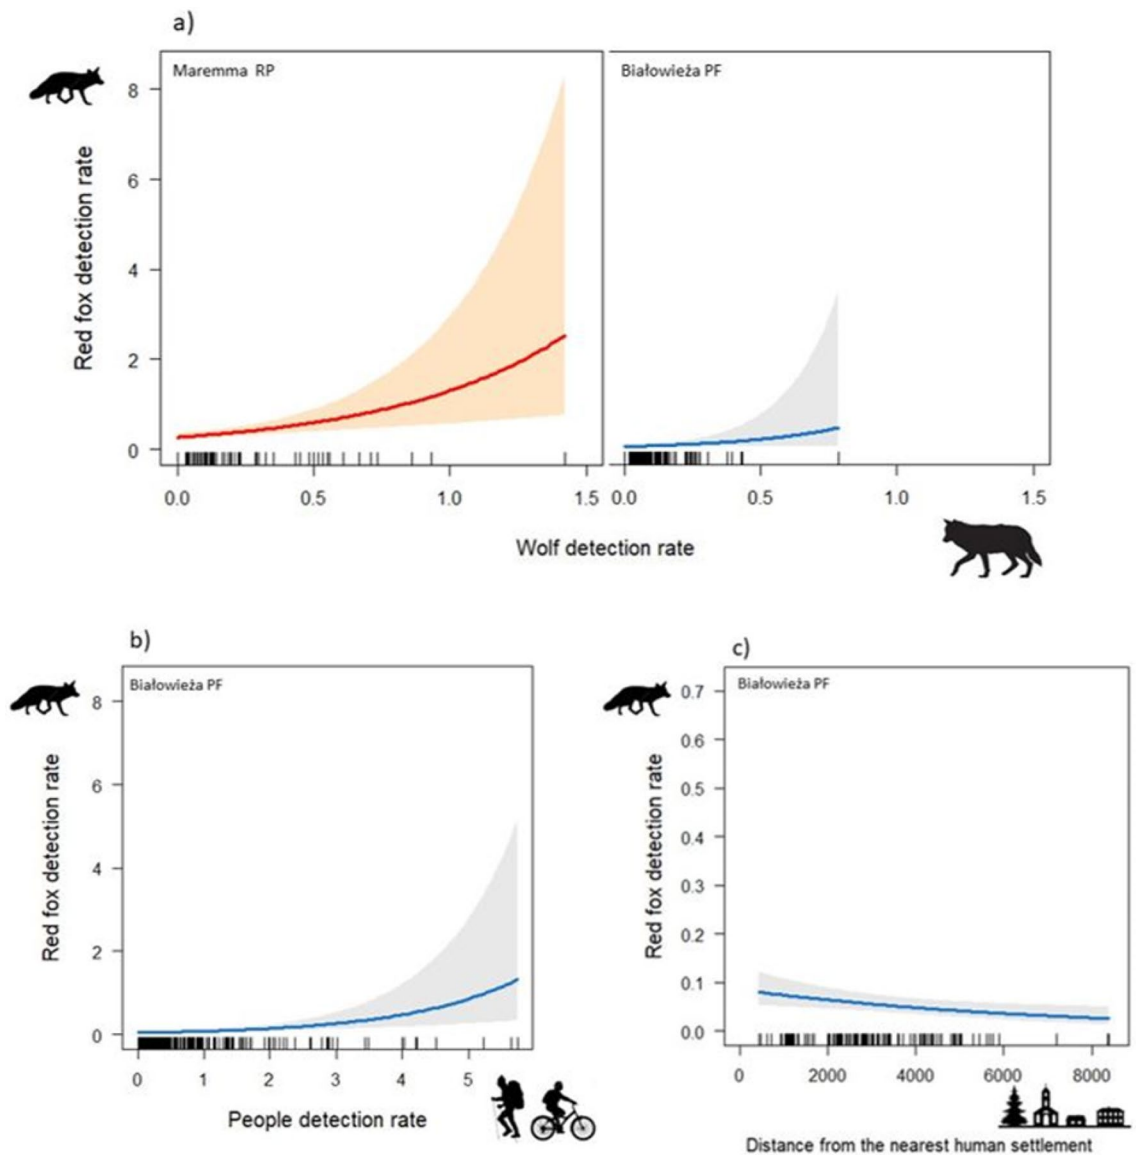 a)
Maremma RP
Białowieża PF
Red fox detection rate
8
6
4
2
0
0.0 0.5 1.0 1.5
0.0 0.5 1.0 1.5
Wolf detection rate
b)
Białowieża PF
Red fox detection rate
8
6
4
2
0
0 1 2 3 4 5
People detection rate
c)
Białowieża PF
Red fox detection rate
0.7
0.6
0.5
0.4
0.3
0.2
0.1
0.0
0 2000 4000 6000 8000
Distance from the nearest human settlement